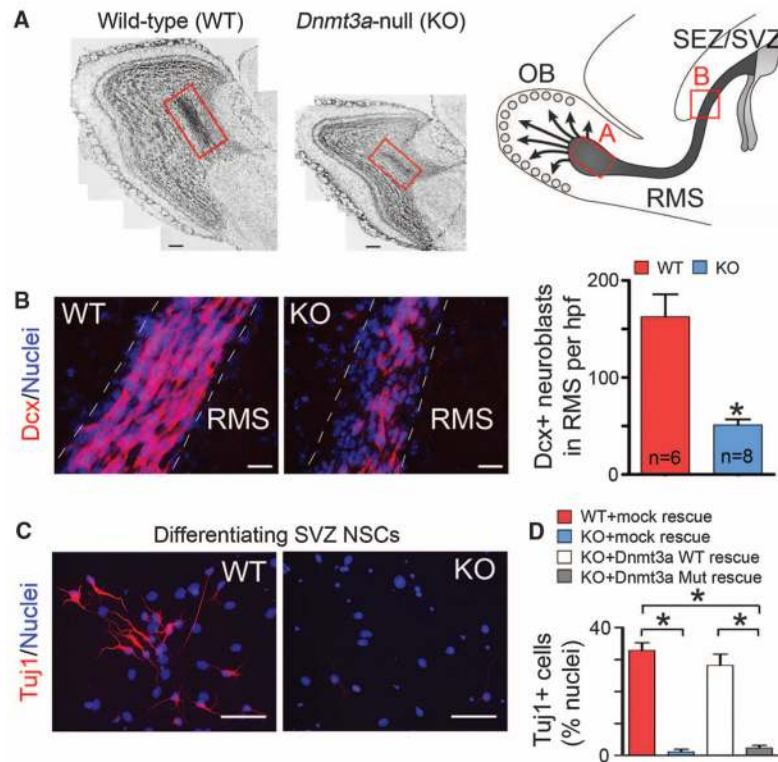 A
Wild-type (WT)
Dnmt3a-null (KO)
SEZ/SVZ
B
OB
A
RMS
B
WT
KO
RMS
RMS
Dcx/Nuclei
WT KO
Dcx+ neuroblasts
in RMS per hpf
200
100
0
n=6
*
n=8
C
Differentiating SVZ NSCs
WT
KO
Tuj1/Nuclei
D
WT+mock rescue
KO+mock rescue
KO+Dnmt3a WT rescue
KO+Dnmt3a Mut rescue
*
* *
Tuj1+ cells
(% nuclei)
40
0